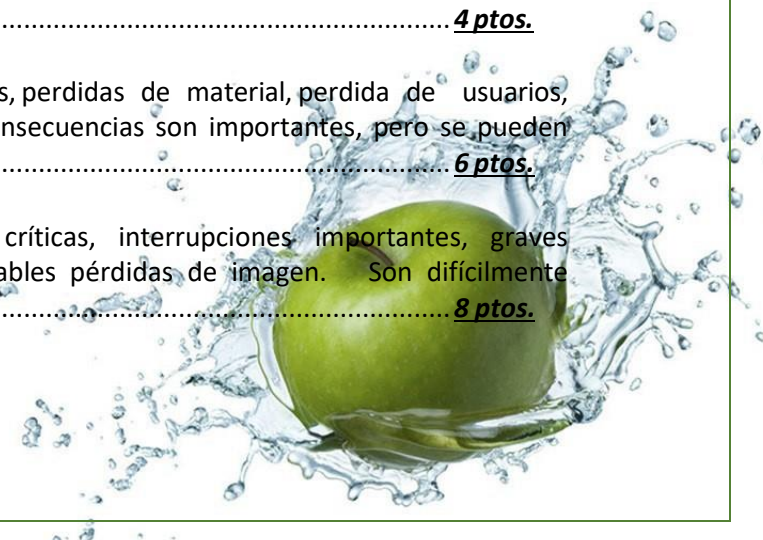 ........................................................................ 4 ptos.
s, perdidas de material, perdida de usuarios,
nsecuencias son importantes, pero se pueden
........................................................................ 6 ptos.
críticas, interrupciones importantes, graves
ables pérdidas de imagen. Son difícilmente
........................................................................ 8 ptos.